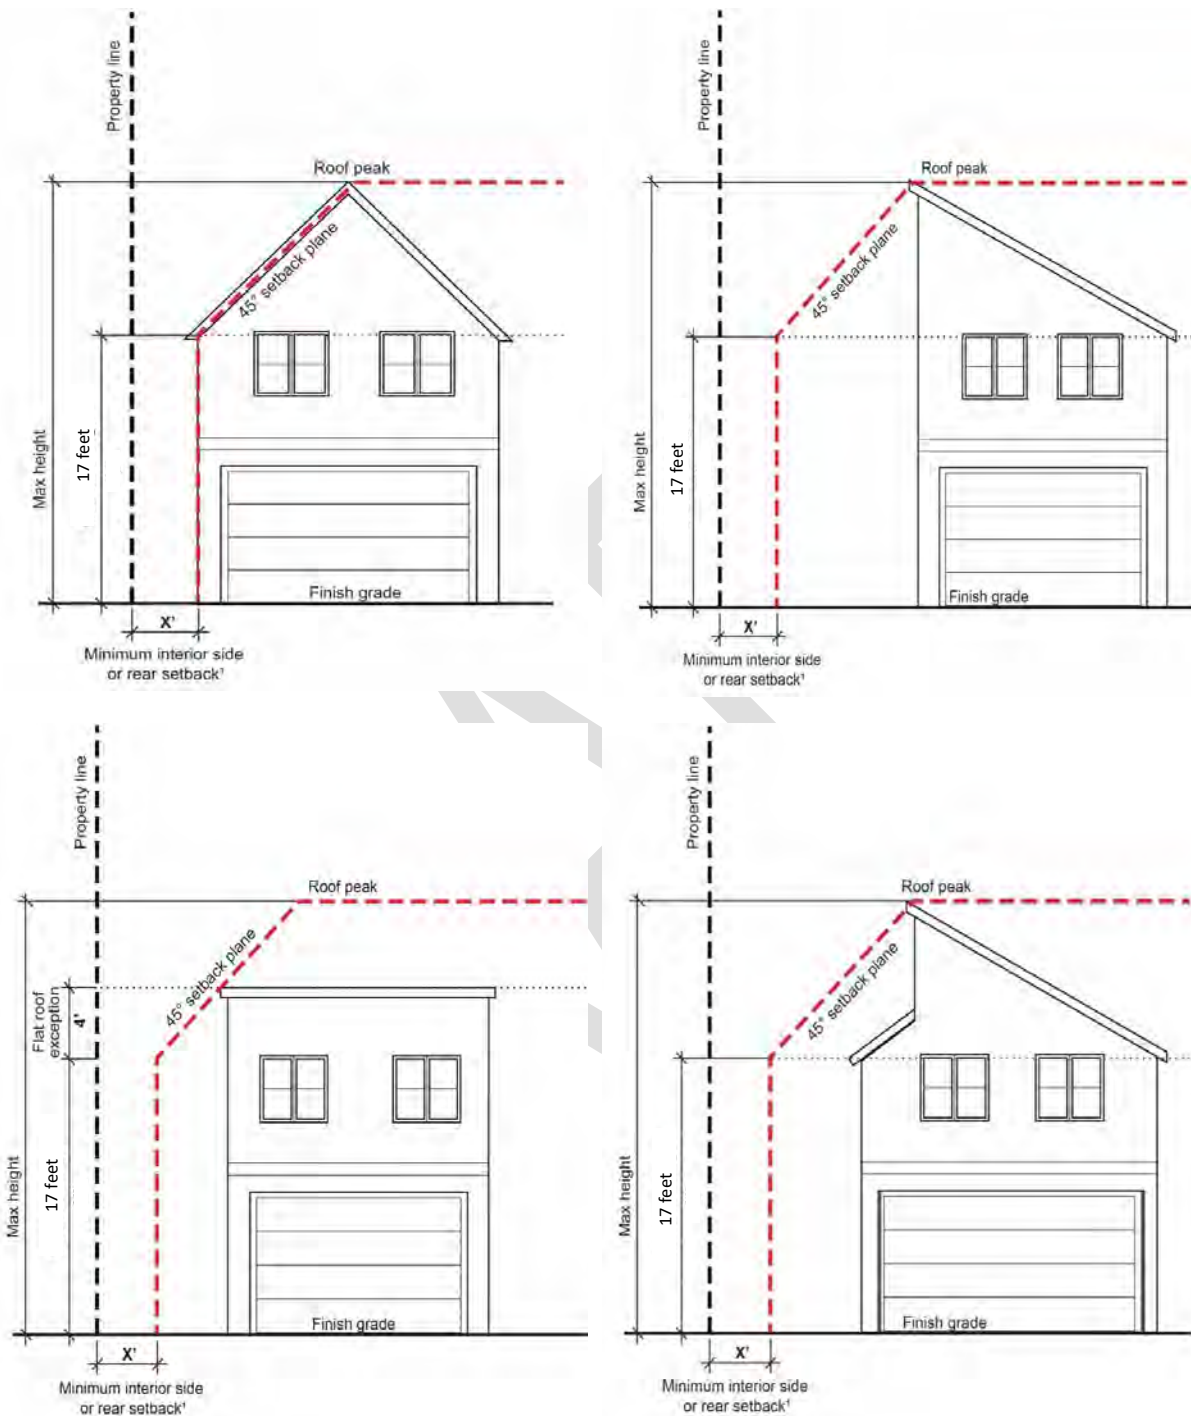 Property line
Roof peak
45° setback plane
Max height
17 feet
Finish grade
X'
Minimum interior side
or rear setback¹
Property line
Roof peak
45° setback plane
Max height
17 feet
Finish grade
X'
Minimum interior side
or rear setback¹
Property line
Roof peak
45° setback plane
Flat roof
exception
4'
Max height
17 feet
Finish grade
X'
Minimum interior side
or rear setback¹
Property line
Roof peak
45° setback plane
Max height
17 feet
Finish grade
X'
Minimum interior side
or rear setback¹